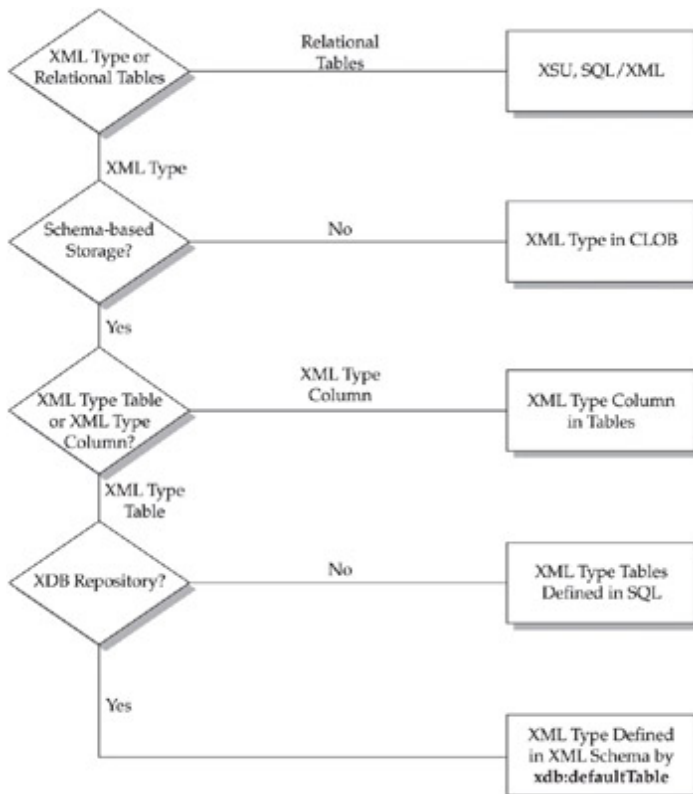 XML Type or
Relational Tables
Relational
Tables
XSU, SQL/XML
XML Type
Schema-based
Storage?
No
XML Type in CLOB
Yes
XML Type Table
or XML Type
Column?
XML Type
Column
XML Type Column
in Tables
XML Type
Table
XDB Repository?
No
XML Type Tables
Defined in SQL
Yes
XML Type Defined
in XML Schema by
xdb:defaultTable